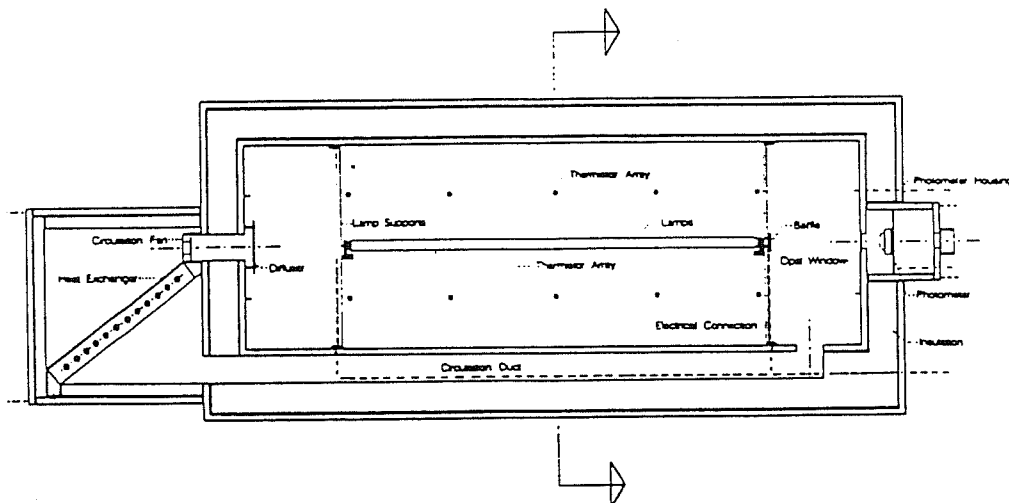 Thermistor Array
Photometer Housing
Lamp Supports
Lamps
Baffle
Circulation Fan
Opal Window
Heat Exchanger
Diffuser
Thermistor Array
Photometer
Electrical Connection
Insulation
Circulation Duct